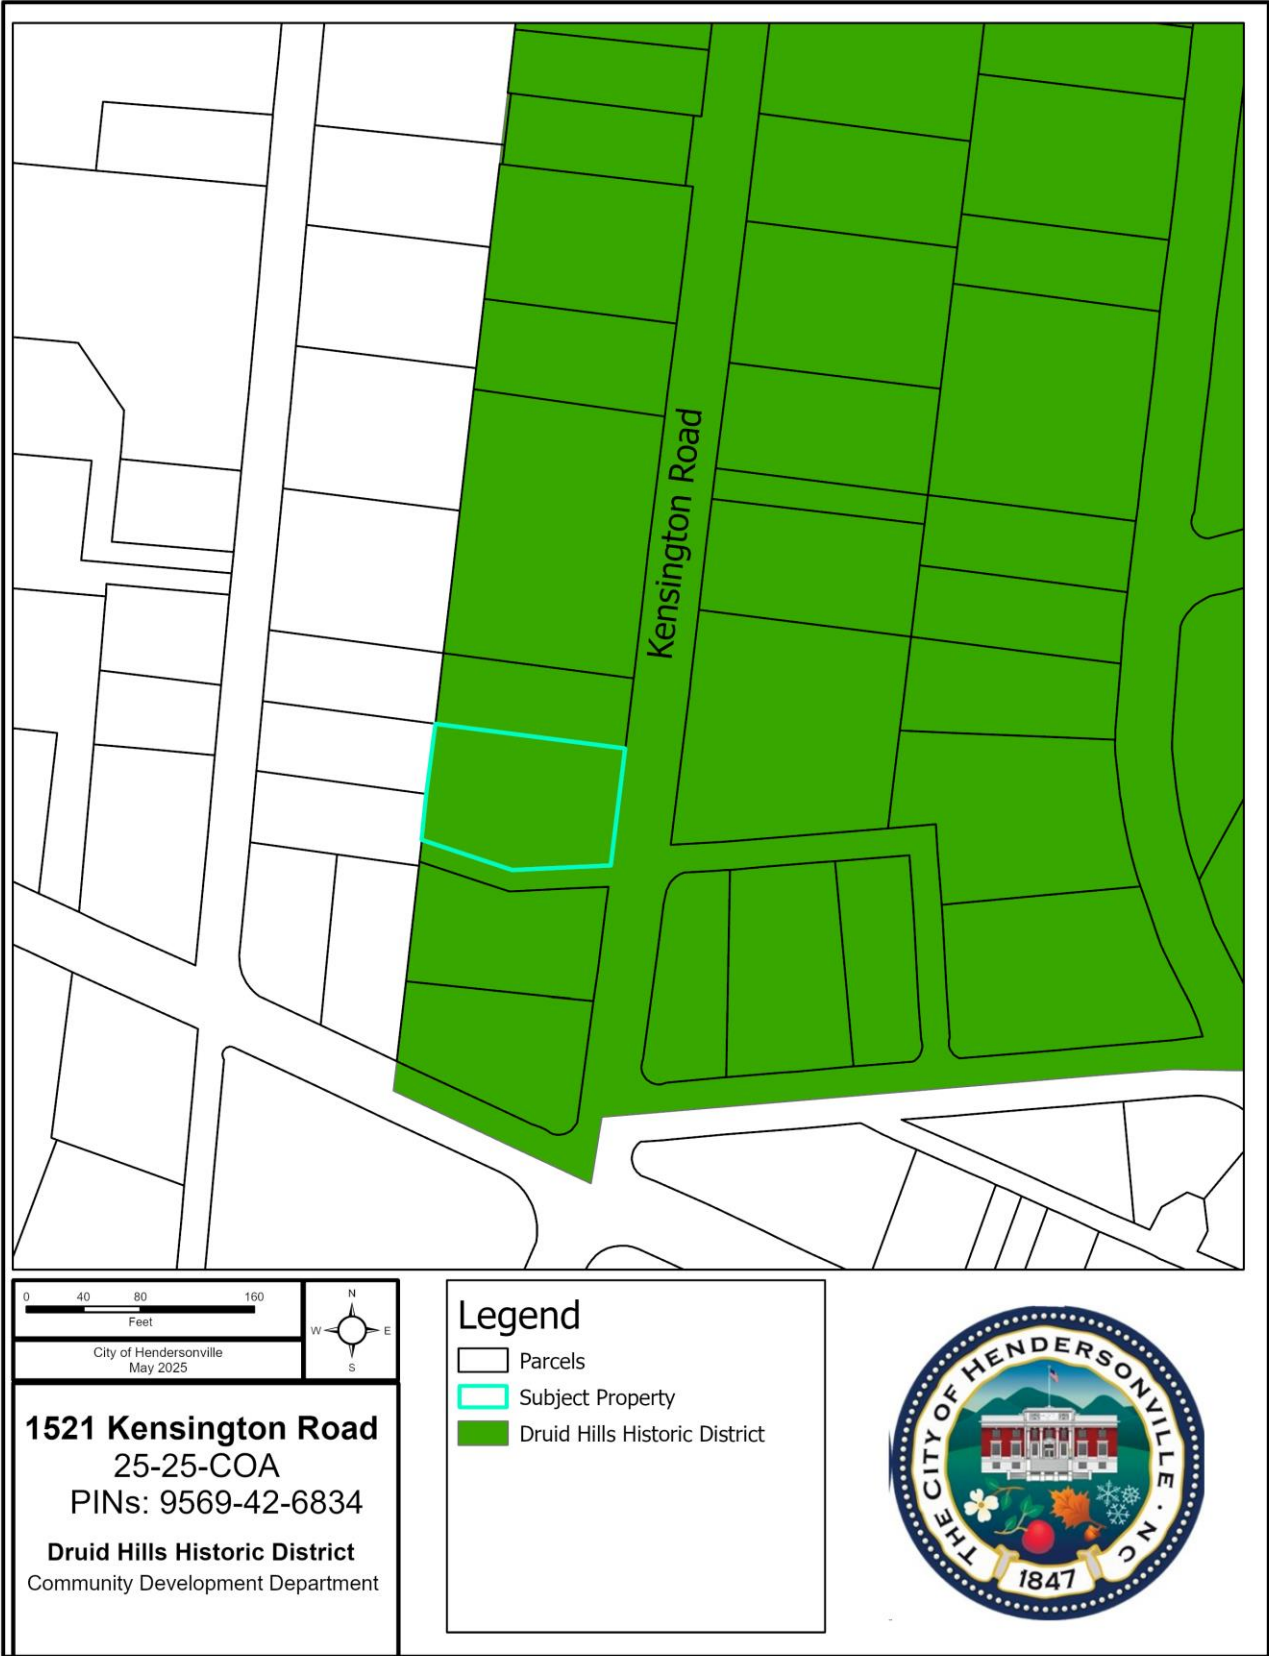 Kensington Road
0 40 80 160
Feet
City of Hendersonville
May 2025
N
W E
S
1521 Kensington Road
25-25-COA
PINs: 9569-42-6834
Druid Hills Historic District
Community Development Department
Legend
Parcels
Subject Property
Druid Hills Historic District
THE CITY OF HENDERSONVILLE · NC
1847